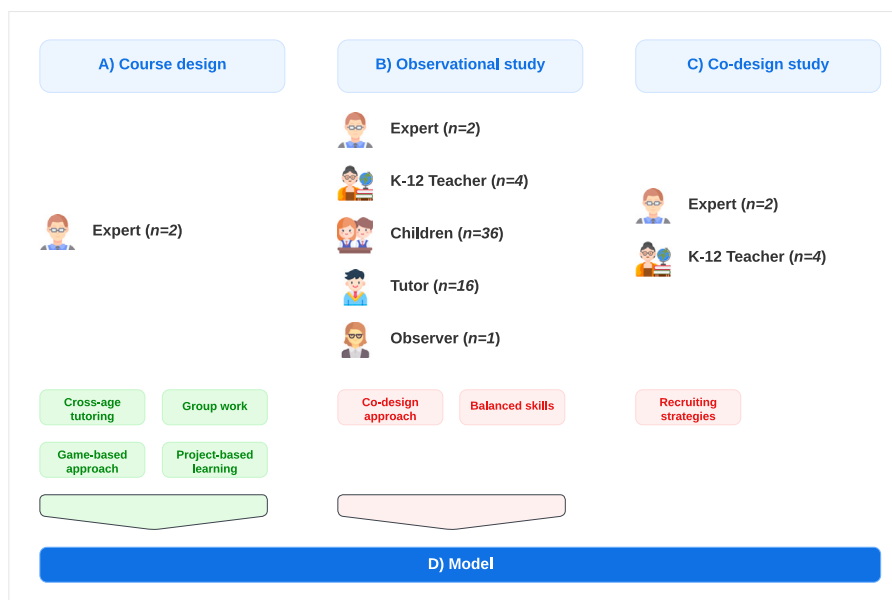 A) Course design
Expert (n=2)
Cross-age
tutoring
Group work
Game-based
approach
Project-based
learning
B) Observational study
Expert (n=2)
K-12 Teacher (n=4)
Children (n=36)
Tutor (n=16)
Observer (n=1)
Co-design
approach
Balanced skills
C) Co-design study
Expert (n=2)
K-12 Teacher (n=4)
Recruiting
strategies
D) Model